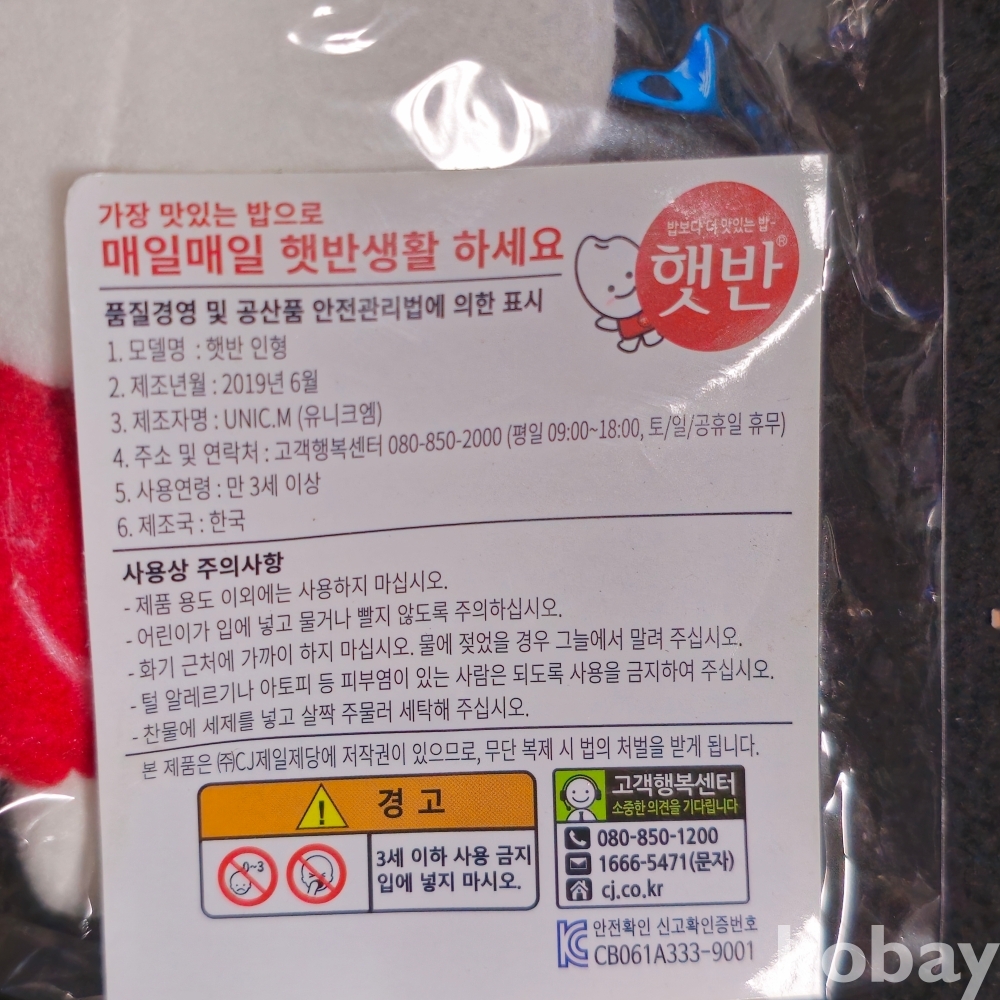 가장 맛있는 밥으로
매일매일 햇반생활 하세요
밥보다 더 맛있는 밥-
햇반®
품질경영 및 공산품 안전관리법에 의한 표시
1. 모델명 : 햇반 인형
2. 제조년월 : 2019년 6월
3. 제조자명 : UNIC.M (유니크엠)
4. 주소 및 연락처 : 고객행복센터 080-850-2000 (평일 09:00~18:00, 토/일/공휴일 휴무)
5. 사용연령 : 만 3세 이상
6. 제조국 : 한국
사용상 주의사항
- 제품 용도 이외에는 사용하지 마십시오.
- 어린이가 입에 넣고 물거나 빨지 않도록 주의하십시오.
- 화기 근처에 가까이 하지 마십시오. 물에 젖었을 경우 그늘에서 말려 주십시오.
- 털 알레르기나 아토피 등 피부염이 있는 사람은 되도록 사용을 금지하여 주십시오.
- 찬물에 세제를 넣고 살짝 주물러 세탁해 주십시오.
본 제품은 ㈜CJ제일제당에 저작권이 있으므로, 무단 복제 시 법의 처벌을 받게 됩니다.
경 고
0~3
3세 이하 사용 금지
입에 넣지 마시오.
고객행복센터
소중한 의견을 기다립니다
080-850-1200
1666-5471(문자)
cj.co.kr
안전확인 신고확인증번호
CB061A333-9001
hobay